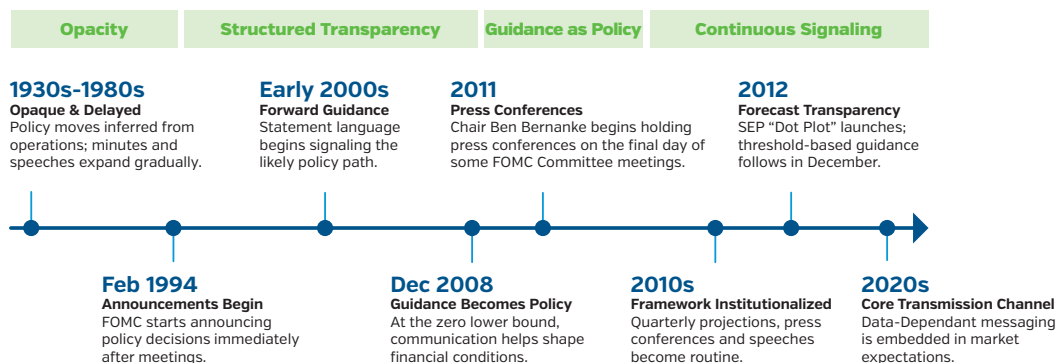 Opacity
Structured Transparency
Guidance as Policy
Continuous Signaling
1930s-1980s
Opaque & Delayed
Policy moves inferred from
operations; minutes and
speeches expand gradually.
Early 2000s
Forward Guidance
Statement language
begins signaling the
likely policy path.
2011
Press Conferences
Chair Ben Bernanke begins holding
press conferences on the final day of
some FOMC Committee meetings.
2012
Forecast Transparency
SEP “Dot Plot” launches;
threshold-based guidance
follows in December.
Feb 1994
Announcements Begin
FOMC starts announcing
policy decisions immediately
after meetings.
Dec 2008
Guidance Becomes Policy
At the zero lower bound,
communication helps shape
financial conditions.
2010s
Framework Institutionalized
Quarterly projections, press
conferences and speeches
become routine.
2020s
Core Transmission Channel
Data-Dependant messaging
is embedded in market
expectations.